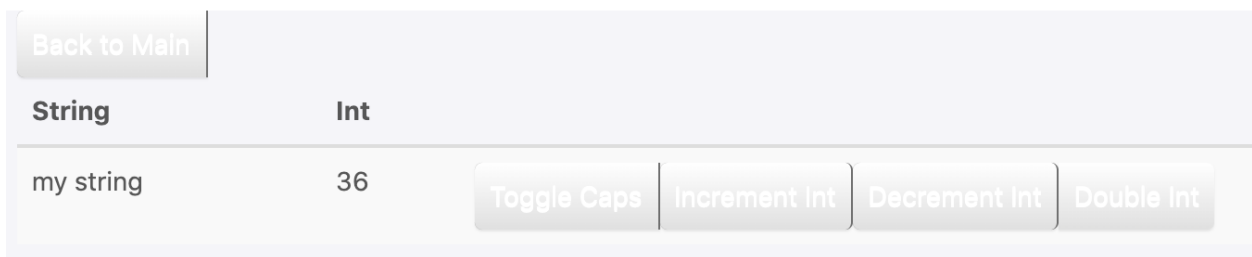 Back to Main
String Int
my string 36 Toggle Caps Increment Int Decrement Int Double Int